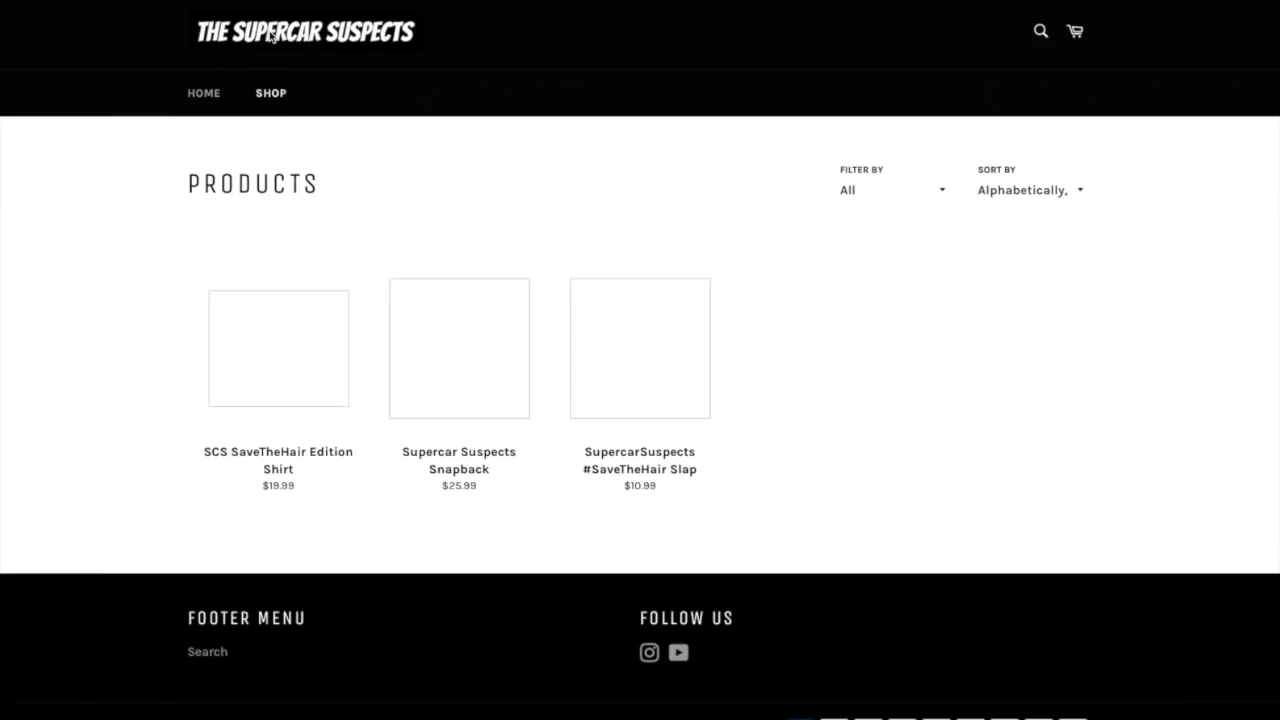 THE SUPERCAR SUSPECTS
HOME
SHOP
PRODUCTS
FILTER BY
All
SORT BY
Alphabetically,
SCS SaveTheHair Edition
Shirt
$19.99
Supercar Suspects
Snapback
$25.99
SupercarSuspects
#SaveTheHair Slap
$10.99
FOOTER MENU
Search
FOLLOW US